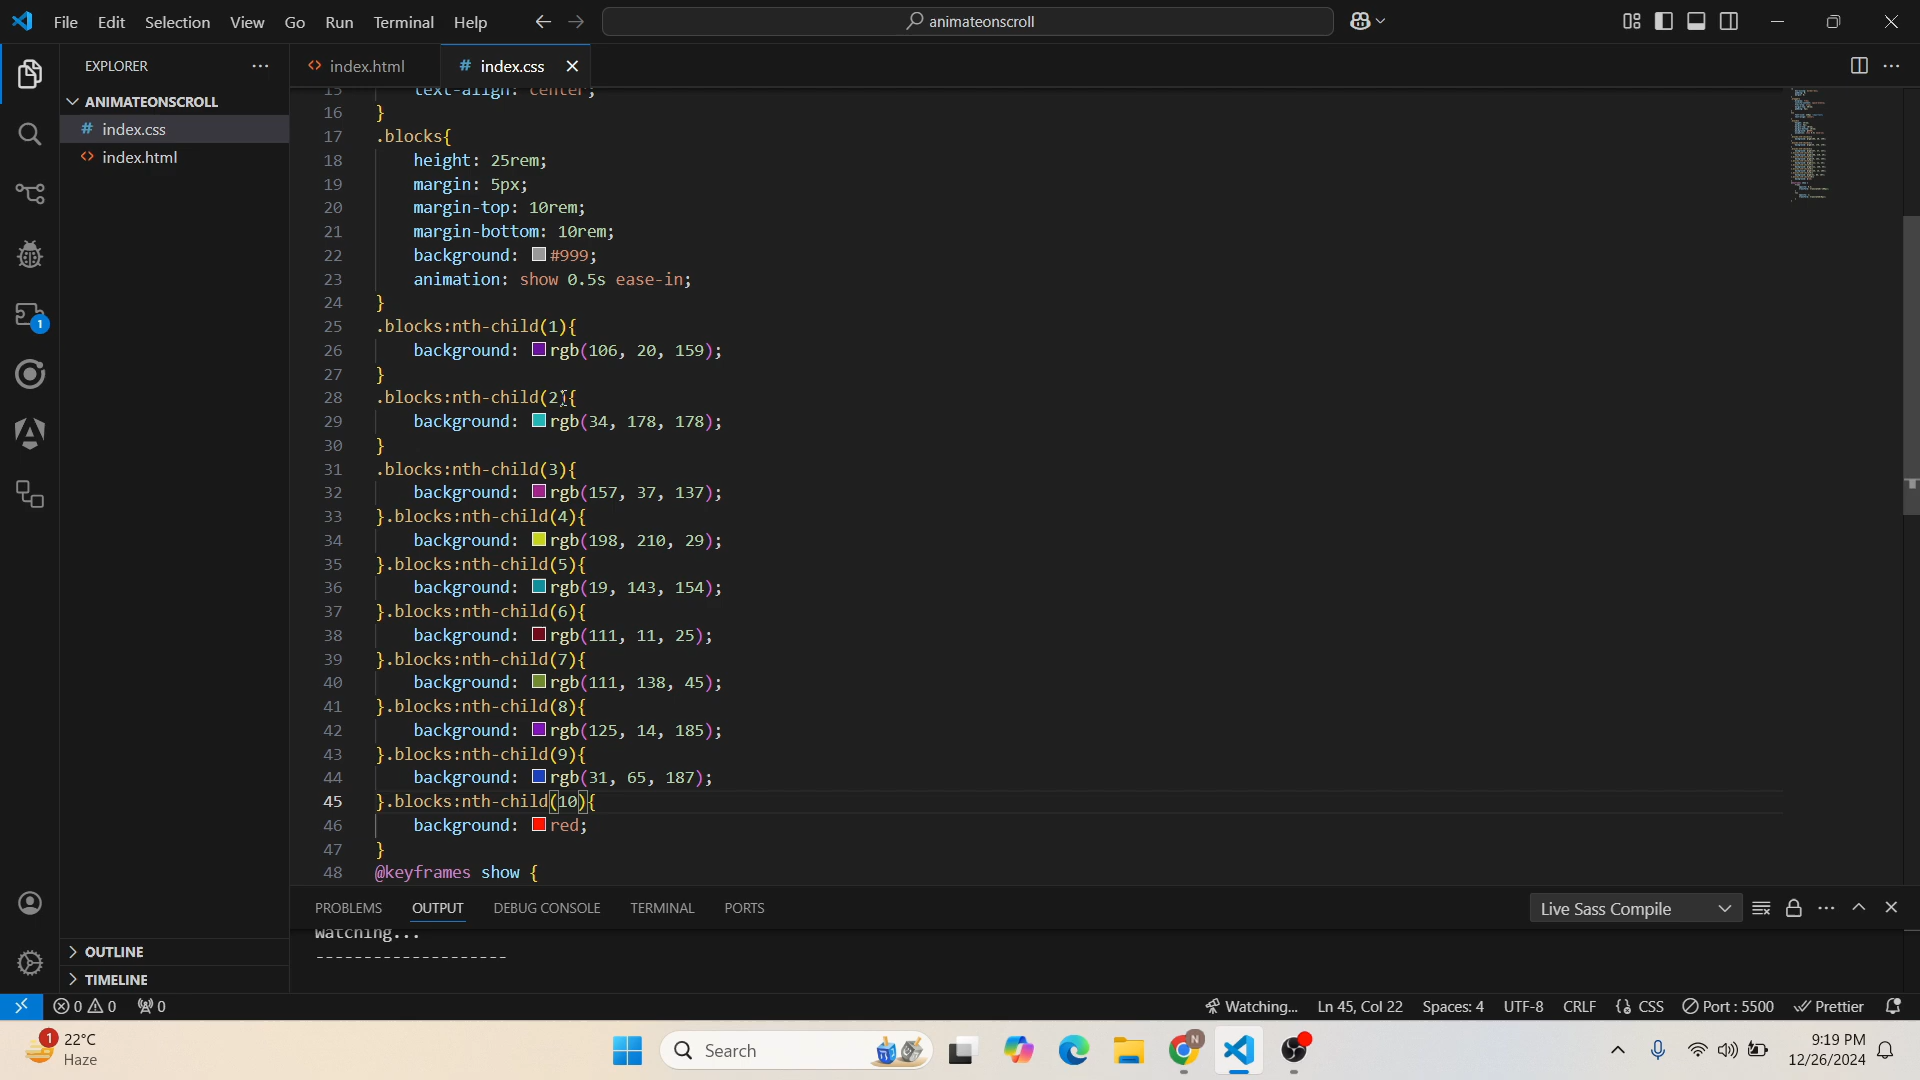 File Edit Selection View Go Run Terminal Help
animateonscroll
EXPLORER
ANIMATEONSCROLL
# index.css
<> index.html
<> index.html
# index.css
15 text-align: center;
16 }
17 .blocks{
18 height: 25rem;
19 margin: 5px;
20 margin-top: 10rem;
21 margin-bottom: 10rem;
22 background: #999;
23 animation: show 0.5s ease-in;
24 }
25 .blocks:nth-child(1){
26 background: rgb(106, 20, 159);
27 }
28 .blocks:nth-child(2){
29 background: rgb(34, 178, 178);
30 }
31 .blocks:nth-child(3){
32 background: rgb(157, 37, 137);
33 }.blocks:nth-child(4){
34 background: rgb(198, 210, 29);
35 }.blocks:nth-child(5){
36 background: rgb(19, 143, 154);
37 }.blocks:nth-child(6){
38 background: rgb(111, 11, 25);
39 }.blocks:nth-child(7){
40 background: rgb(111, 138, 45);
41 }.blocks:nth-child(8){
42 background: rgb(125, 14, 185);
43 }.blocks:nth-child(9){
44 background: rgb(31, 65, 187);
45 }.blocks:nth-child(10){
46 background: red;
47 }
48 @keyframes show {
PROBLEMS OUTPUT DEBUG CONSOLE TERMINAL PORTS
Live Sass Compile
Watching...
--------------------
1
OUTLINE
TIMELINE
0 0 0
Watching... Ln 45, Col 22 Spaces: 4 UTF-8 CRLF {} CSS Port : 5500 Prettier
1
22°C
Haze
Search
N
9:19 PM
12/26/2024